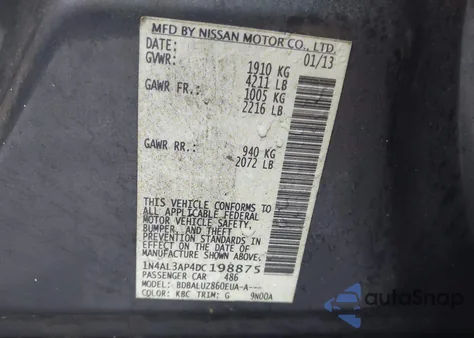 MFD BY NISSAN MOTOR CO., LTD.
DATE: 01/13
GVWR: 1910 KG
4211 LB
GAWR FR.: 1005 KG
2216 LB
GAWR RR.: 940 KG
2072 LB
THIS VEHICLE CONFORMS TO
ALL APPLICABLE FEDERAL
MOTOR VEHICLE SAFETY,
BUMPER, AND THEFT
PREVENTION STANDARDS IN
EFFECT ON THE DATE OF
MANUFACTURE SHOWN ABOVE.
1N4AL3AP4DC198875
PASSENGER CAR 486
MODEL: BDBALUZ860EUA-A---
COLOR: KBC TRIM: G 9N00A
autoSnap